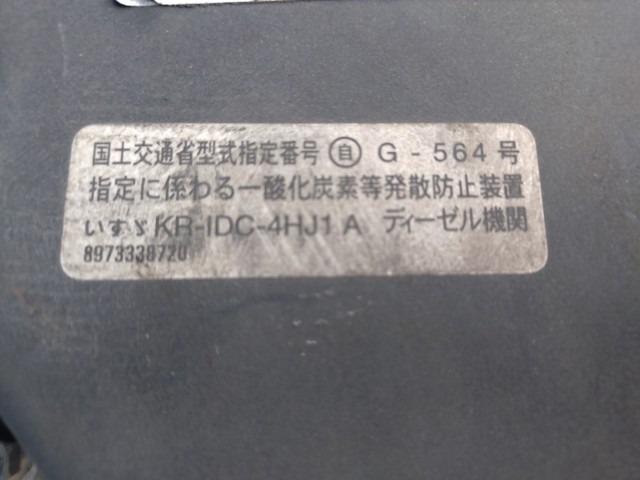 国土交通省型式指定番号 ㊙ G - 564 号
指定に係わる一酸化炭素等発散防止装置
いすゞ KR-IDC-4HJ1 A ディーゼル機関
8973338720